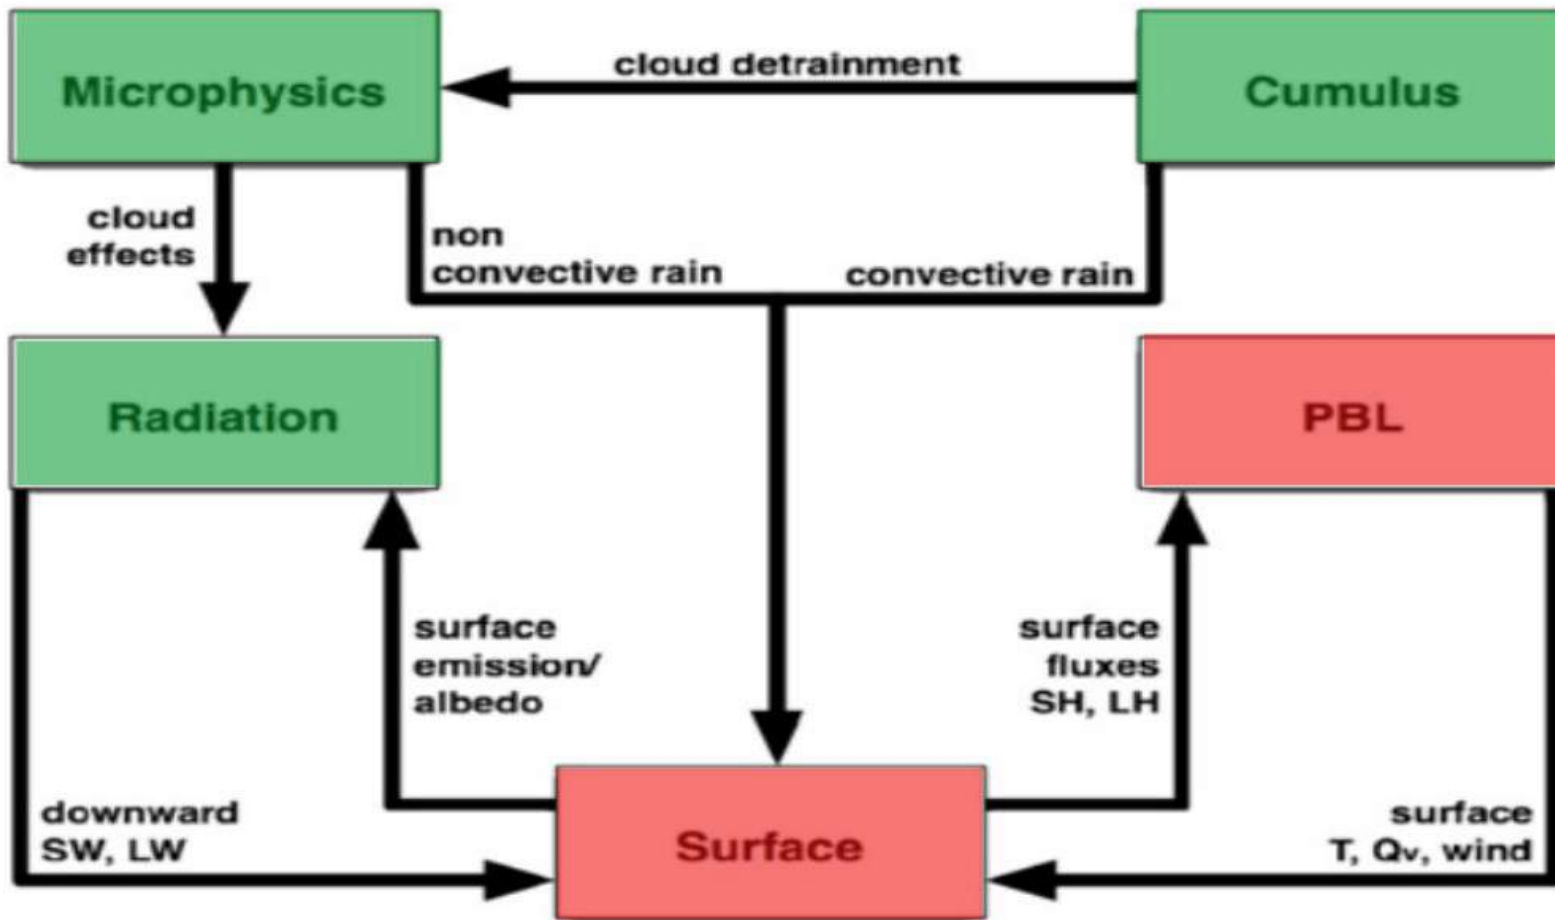 Microphysics
cloud detrainment
Cumulus
cloud
effects
non
convective rain
convective rain
Radiation
PBL
surface
emission/
albedo
surface
fluxes
SH, LH
downward
SW, LW
Surface
surface
T, Qv, wind